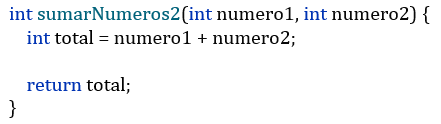 int sumarNumeros2(int numero1, int numero2) {
int total = numero1 + numero2;
return total;
}